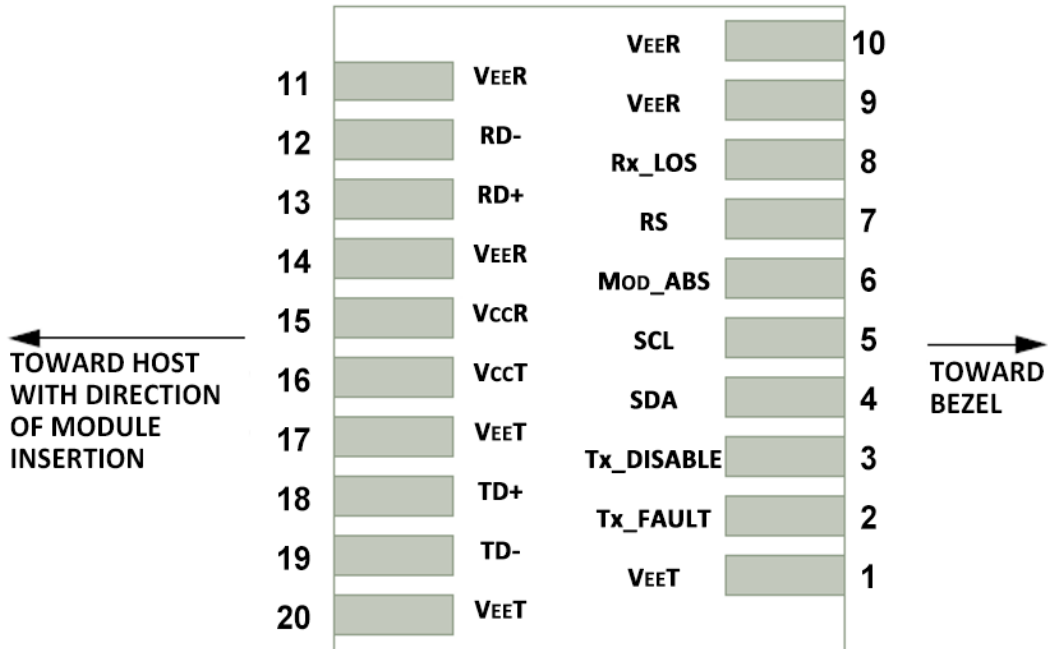 VEER 10
11 VEER
VEER 9
12 RD-
Rx_LOS 8
13 RD+
RS 7
14 VEER
MOD_ABS 6
15 VCCR
SCL 5
16 VCCT
SDA 4
17 VEET
Tx_DISABLE 3
18 TD+
Tx_FAULT 2
19 TD-
VEET 1
20 VEET
TOWARD HOST
WITH DIRECTION
OF MODULE
INSERTION
TOWARD
BEZEL